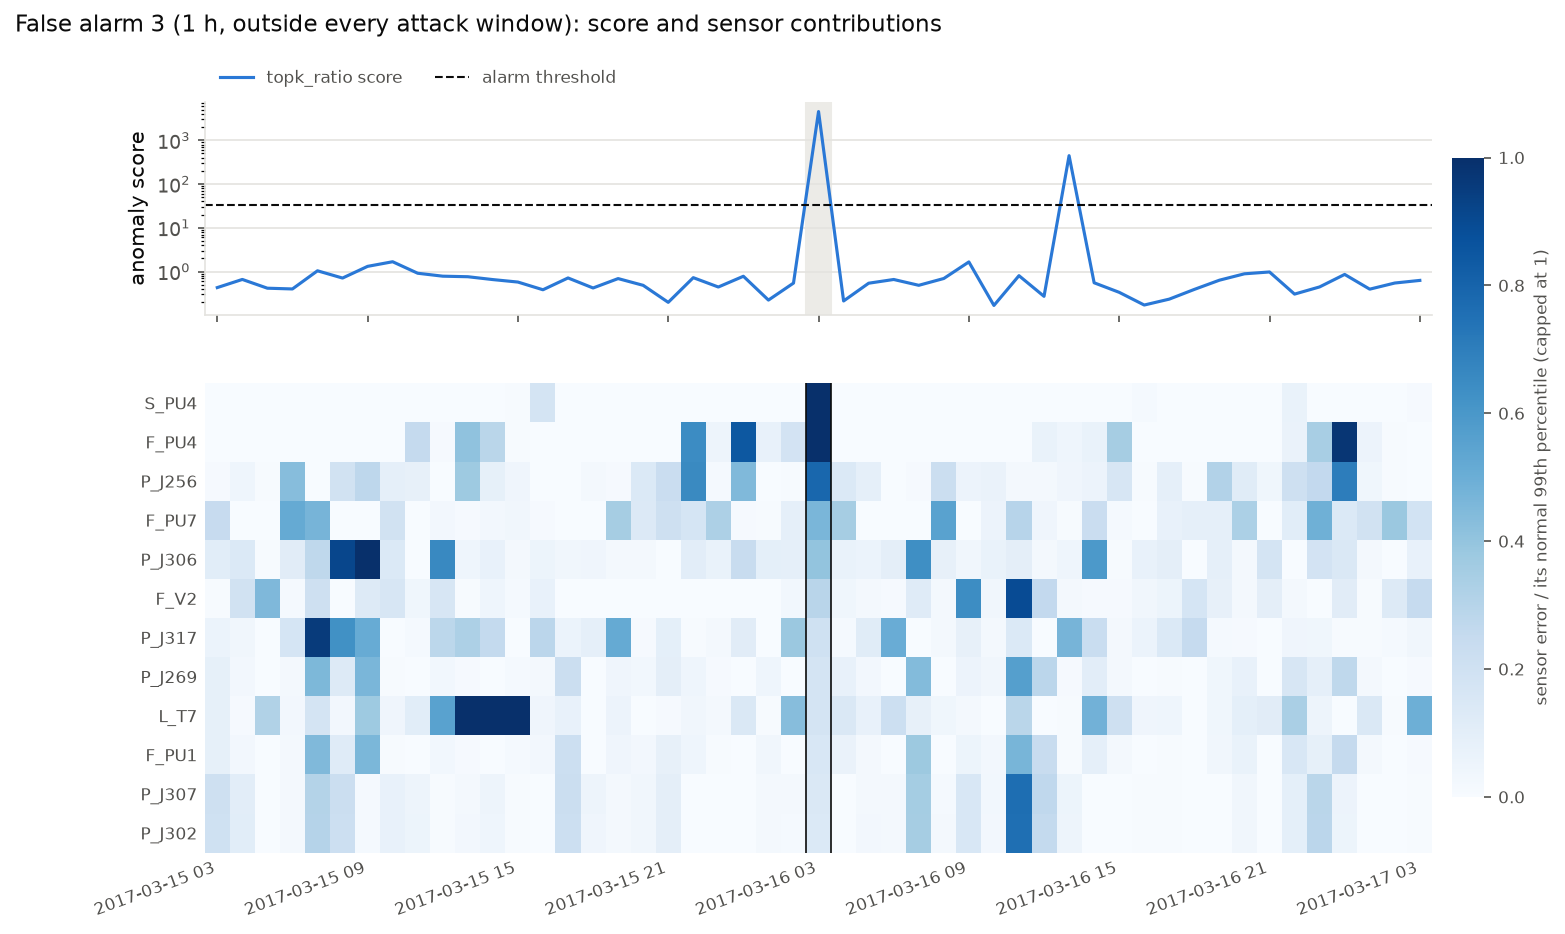 False alarm 3 (1 h, outside every attack window): score and sensor contributions
topk_ratio score
alarm threshold
anomaly score
10³
10²
10¹
10⁰
S_PU4
F_PU4
P_J256
F_PU7
P_J306
F_V2
P_J317
P_J269
L_T7
F_PU1
P_J307
P_J302
2017-03-15 03
2017-03-15 09
2017-03-15 15
2017-03-15 21
2017-03-16 03
2017-03-16 09
2017-03-16 15
2017-03-16 21
2017-03-17 03
1.0
0.8
0.6
0.4
0.2
0.0
sensor error / its normal 99th percentile (capped at 1)